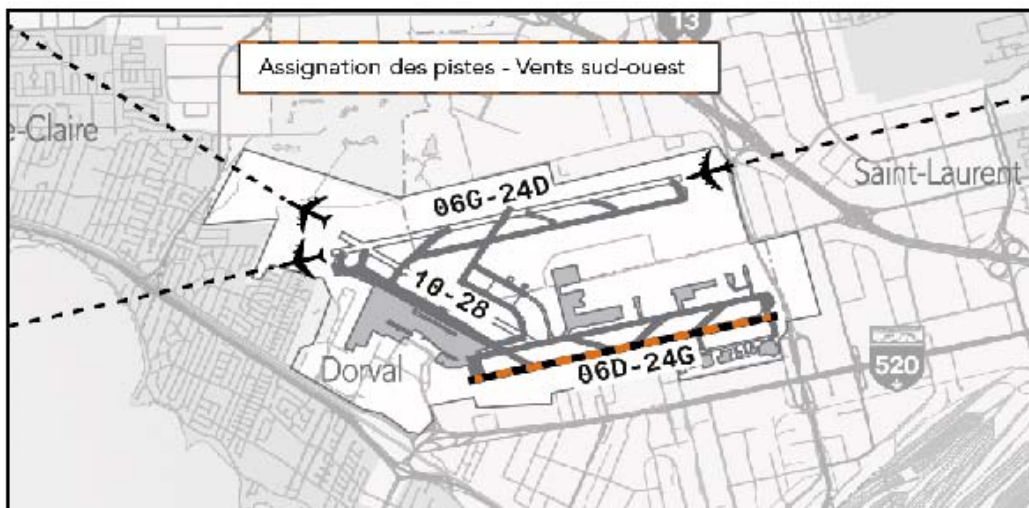 13
Assignation des pistes - Vents sud-ouest
e-Claire
Saint-Laurent
06G-24D
10-28
Dorval
06D-24G
520